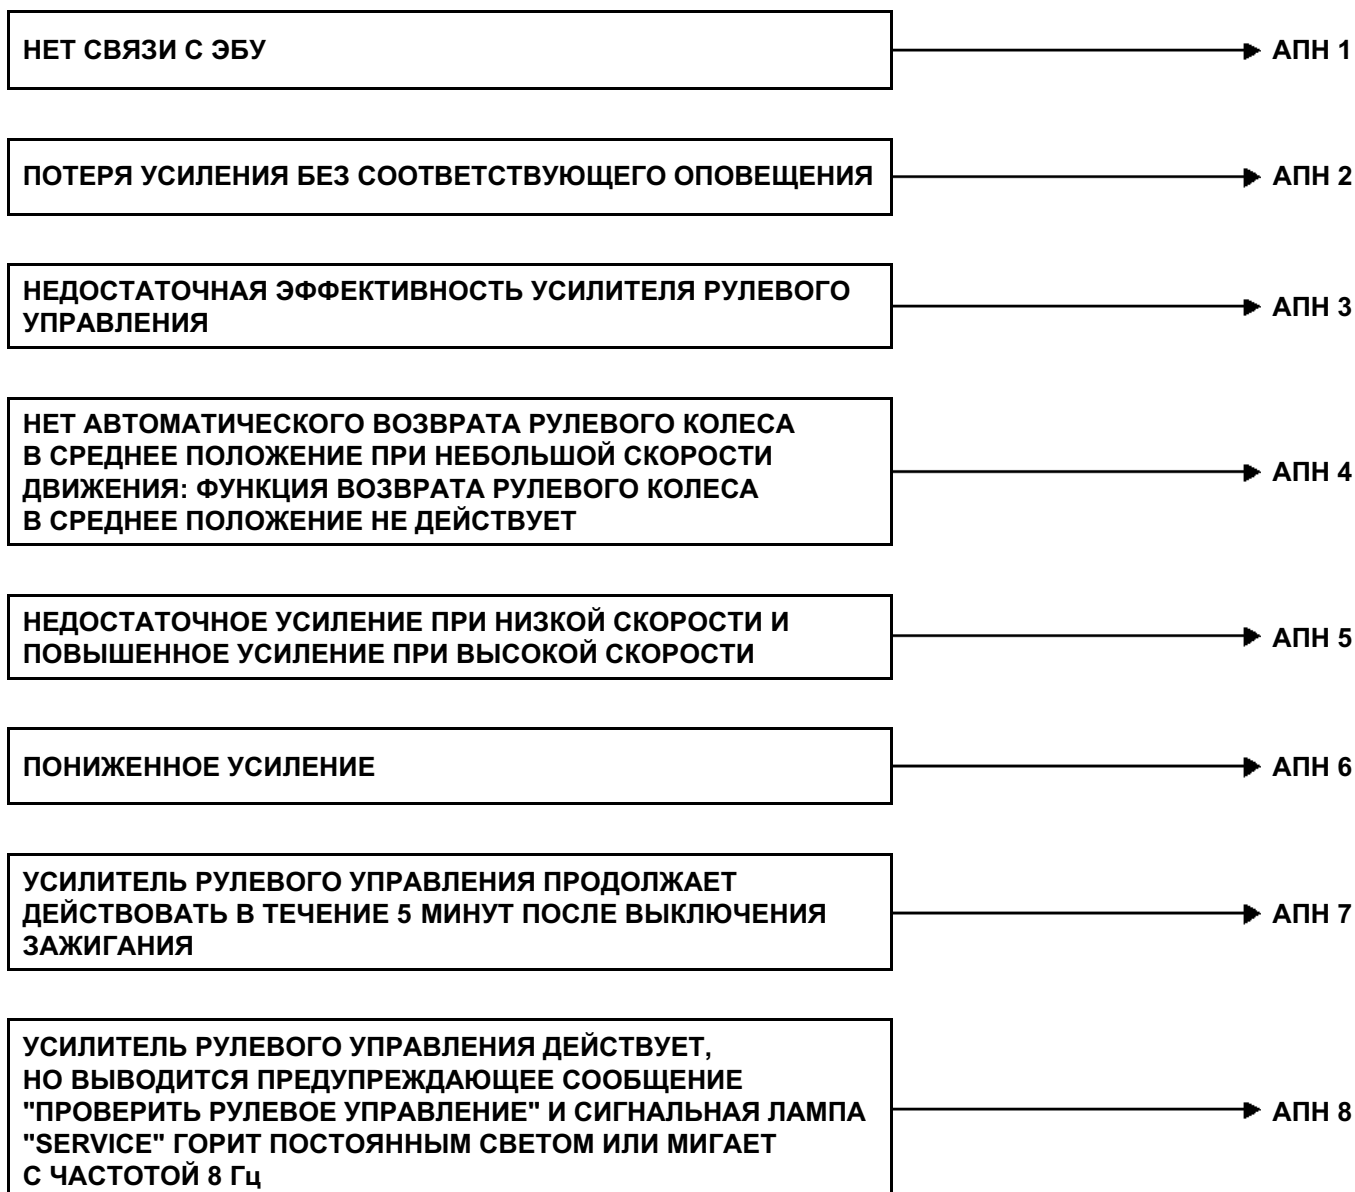 НЕТ СВЯЗИ С ЭБУ
АПН 1
ПОТЕРЯ УСИЛЕНИЯ БЕЗ СООТВЕТСТВУЮЩЕГО ОПОВЕЩЕНИЯ
АПН 2
НЕДОСТАТОЧНАЯ ЭФФЕКТИВНОСТЬ УСИЛИТЕЛЯ РУЛЕВОГО
УПРАВЛЕНИЯ
АПН 3
НЕТ АВТОМАТИЧЕСКОГО ВОЗВРАТА РУЛЕВОГО КОЛЕСА
В СРЕДНЕЕ ПОЛОЖЕНИЕ ПРИ НЕБОЛЬШОЙ СКОРОСТИ
ДВИЖЕНИЯ: ФУНКЦИЯ ВОЗВРАТА РУЛЕВОГО КОЛЕСА
В СРЕДНЕЕ ПОЛОЖЕНИЕ НЕ ДЕЙСТВУЕТ
АПН 4
НЕДОСТАТОЧНОЕ УСИЛЕНИЕ ПРИ НИЗКОЙ СКОРОСТИ И
ПОВЫШЕННОЕ УСИЛЕНИЕ ПРИ ВЫСОКОЙ СКОРОСТИ
АПН 5
ПОНИЖЕННОЕ УСИЛЕНИЕ
АПН 6
УСИЛИТЕЛЬ РУЛЕВОГО УПРАВЛЕНИЯ ПРОДОЛЖАЕТ
ДЕЙСТВОВАТЬ В ТЕЧЕНИЕ 5 МИНУТ ПОСЛЕ ВЫКЛЮЧЕНИЯ
ЗАЖИГАНИЯ
АПН 7
УСИЛИТЕЛЬ РУЛЕВОГО УПРАВЛЕНИЯ ДЕЙСТВУЕТ,
НО ВЫВОДИТСЯ ПРЕДУПРЕЖДАЮЩЕЕ СООБЩЕНИЕ
"ПРОВЕРИТЬ РУЛЕВОЕ УПРАВЛЕНИЕ" И СИГНАЛЬНАЯ ЛАМПА
"SERVICE" ГОРИТ ПОСТОЯННЫМ СВЕТОМ ИЛИ МИГАЕТ
С ЧАСТОТОЙ 8 Гц
АПН 8